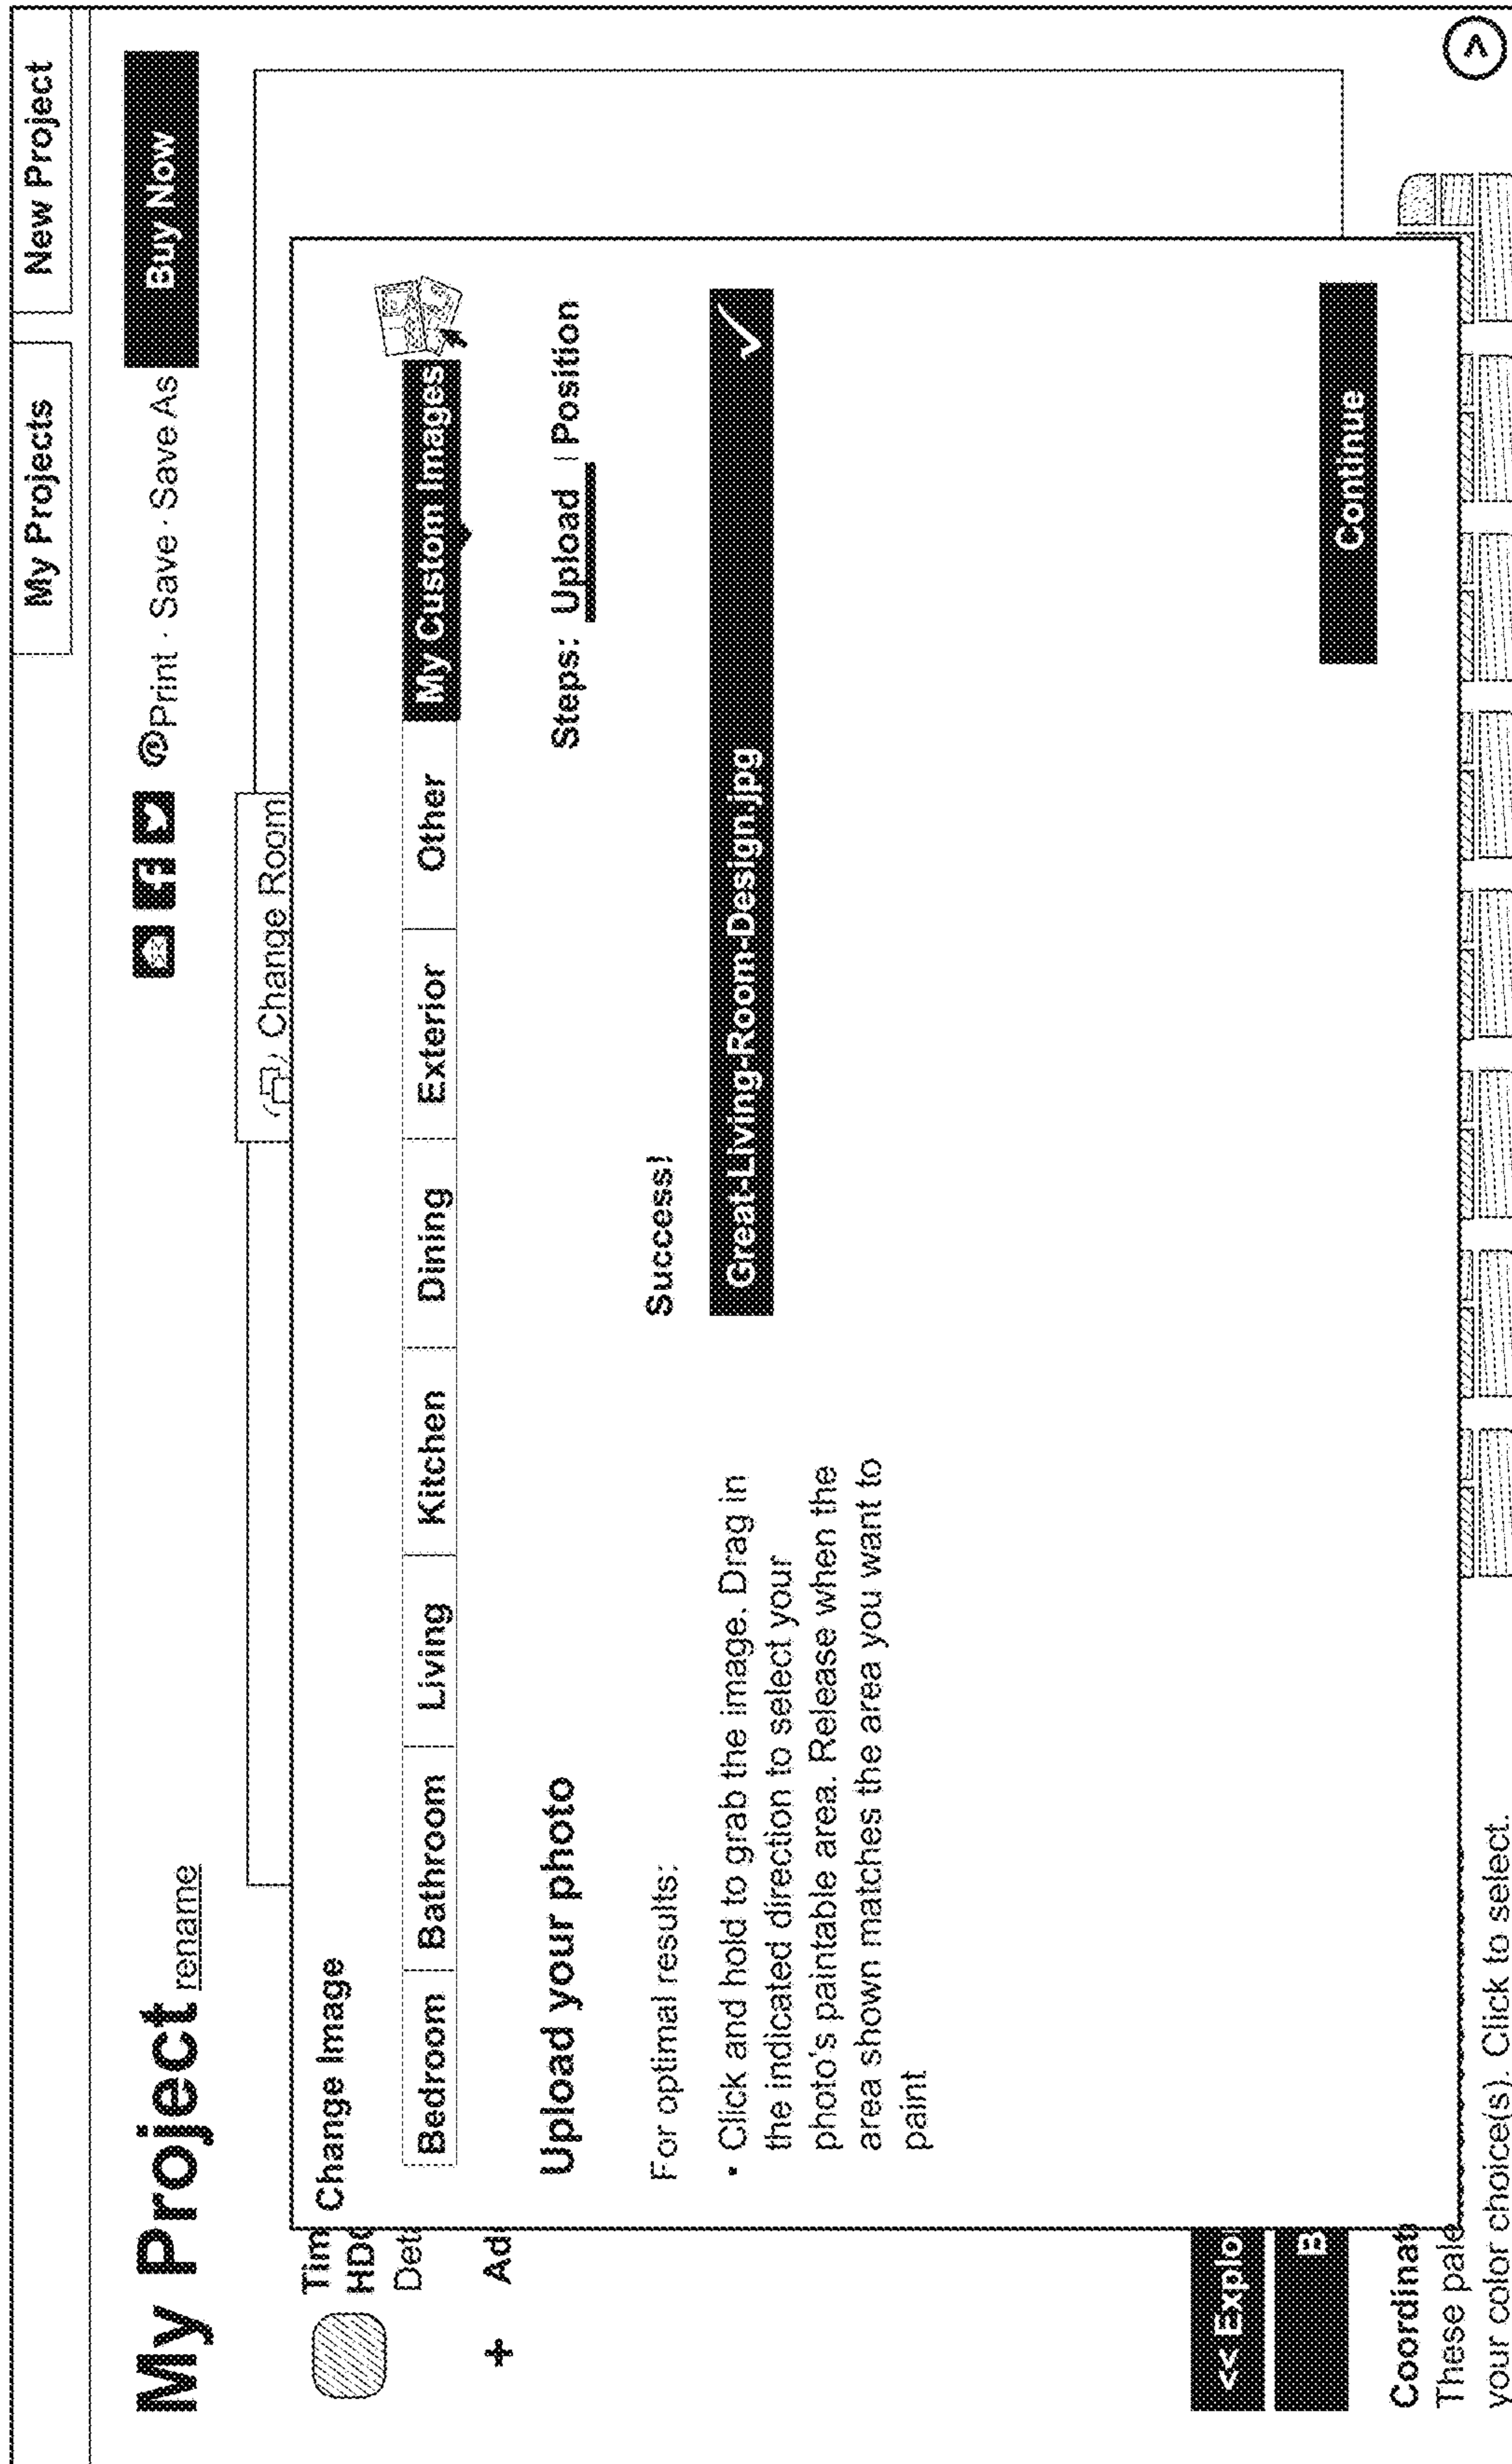 My Projects
New Project
My Project rename
@Print · Save · Save As
Buy Now
Change Room
Tim
HDC
Det
+ Ad
Change Image
Bedroom
Bathroom
Living
Kitchen
Dining
Exterior
Other
My Custom Images
Upload your photo
Steps: Upload | Position
For optimal results:
Success!
• Click and hold to grab the image. Drag in
the indicated direction to select your
photo's paintable area. Release when the
area shown matches the area you want to
paint
Great-Living-Room-Design.jpg
Continue
<< Explo
B
Coordinat
These pale
your color choice(s). Click to select.